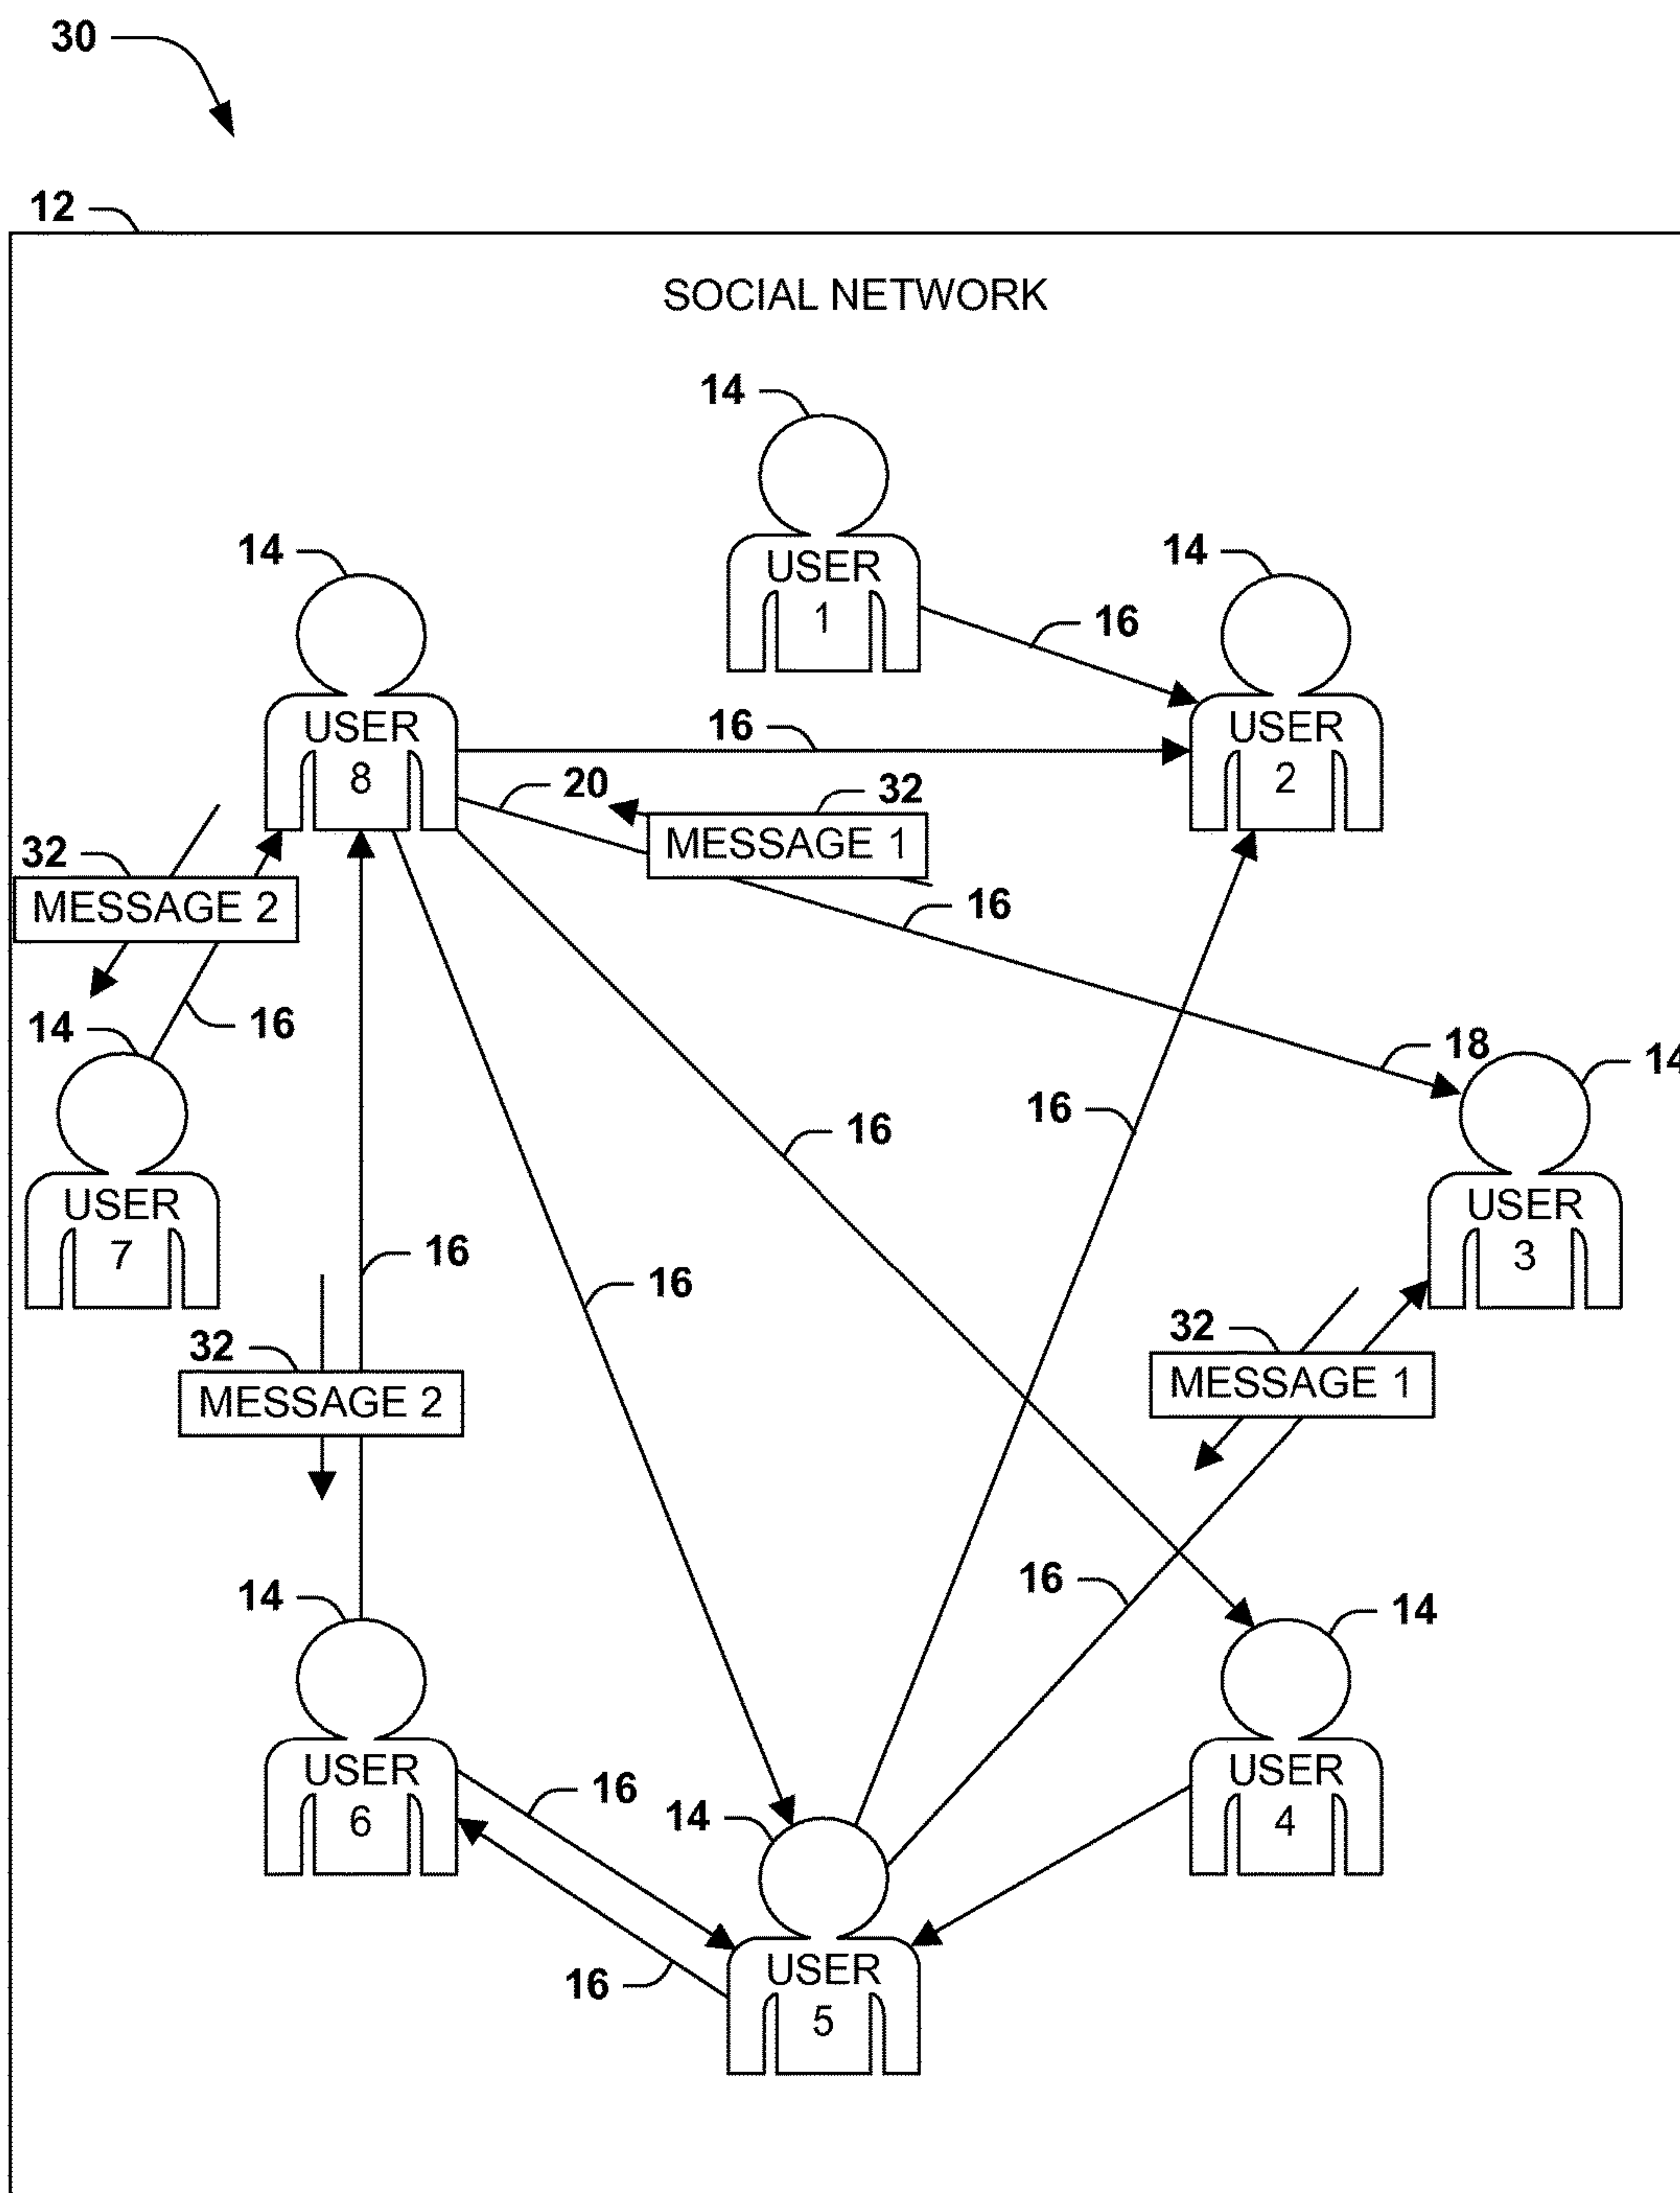 30
12
SOCIAL NETWORK
14
USER
1
14
USER
8
14
USER
2
16
16
20
32
MESSAGE 1
16
32
MESSAGE 2
16
14
USER
7
18
14
USER
3
16
16
16
16
32
MESSAGE 2
32
MESSAGE 1
16
14
USER
6
14
USER
4
16
14
USER
5
16